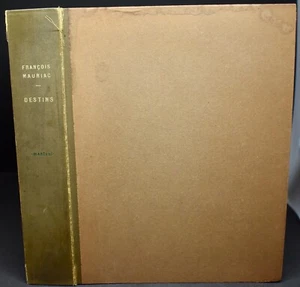 FRANÇOIS
MAURIAC
—
DESTINS